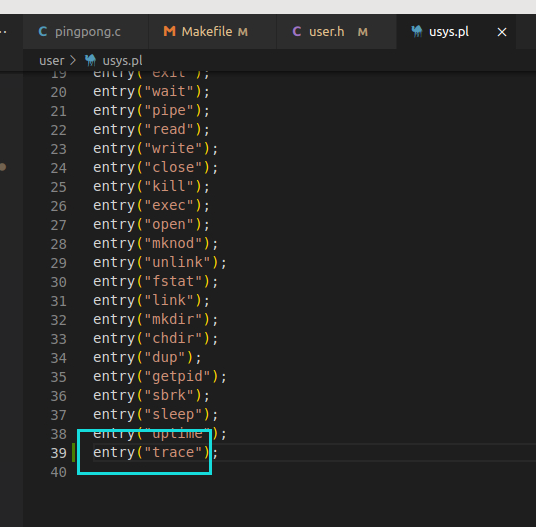 pingpong.c
Makefile M
user.h M
usys.pl
user > usys.pl
19 entry("exit");
20 entry("wait");
21 entry("pipe");
22 entry("read");
23 entry("write");
24 entry("close");
25 entry("kill");
26 entry("exec");
27 entry("open");
28 entry("mknod");
29 entry("unlink");
30 entry("fstat");
31 entry("link");
32 entry("mkdir");
33 entry("chdir");
34 entry("dup");
35 entry("getpid");
36 entry("sbrk");
37 entry("sleep");
38 entry("uptime");
39 entry("trace");
40